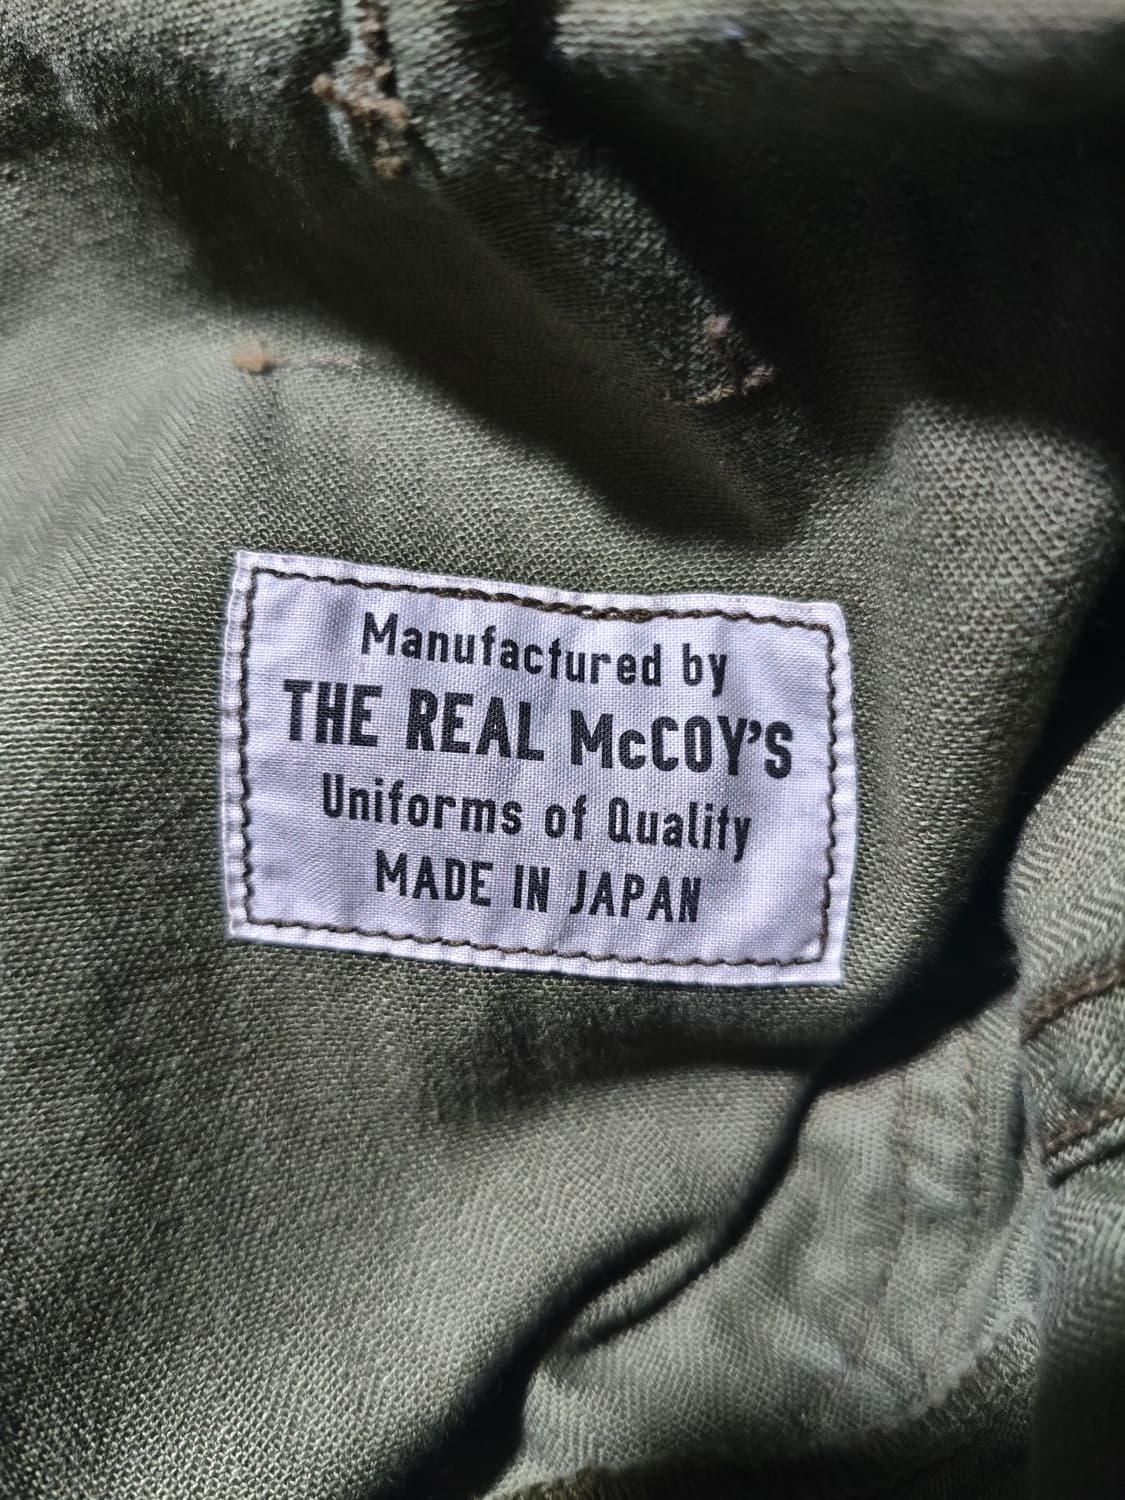 Manufactured by
THE REAL McCOY'S
Uniforms of Quality
MADE IN JAPAN